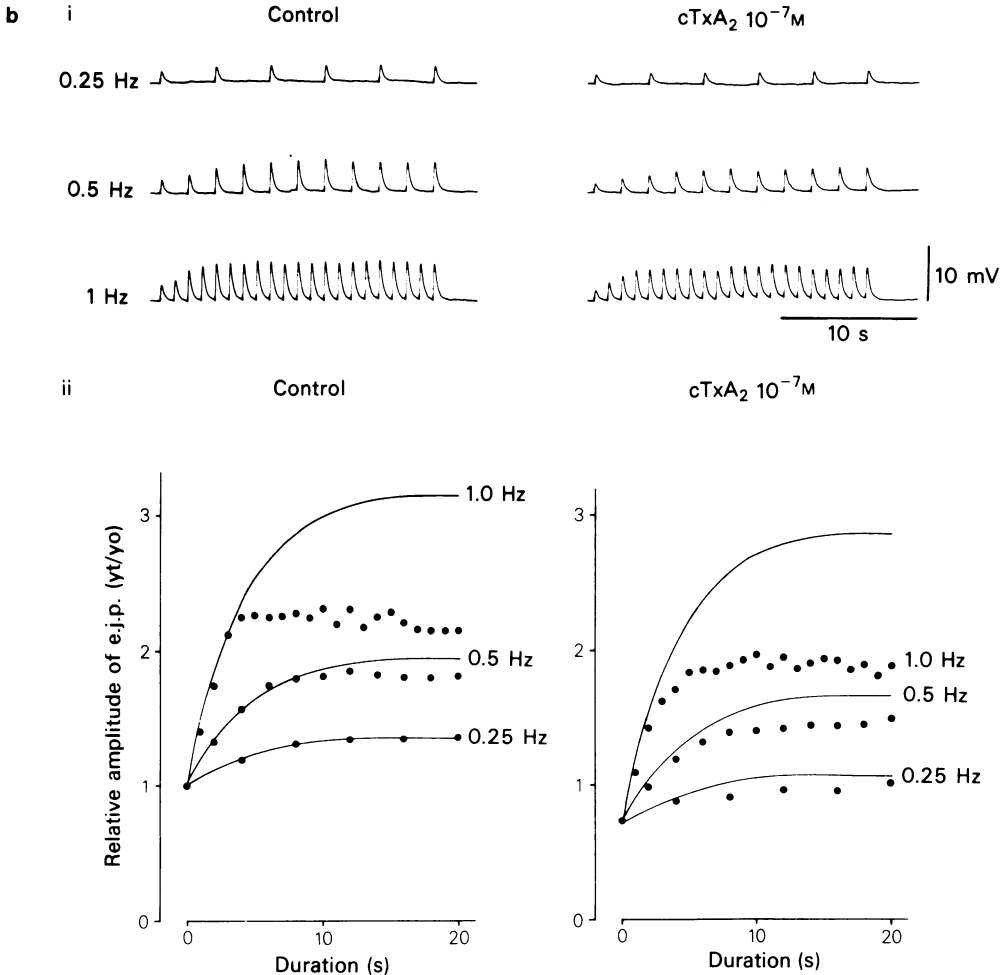 b i Control cTxA₂ 10⁻⁷M
0.25 Hz
0.5 Hz
1 Hz
10 mV
10 s
ii Control cTxA₂ 10⁻⁷M
Relative amplitude of e.j.p. (yt/yo)
3
2
1
0
1.0 Hz
0.5 Hz
0.25 Hz
0 10 20
Duration (s)
3
2
1
0
1.0 Hz
0.5 Hz
0.25 Hz
0 10 20
Duration (s)